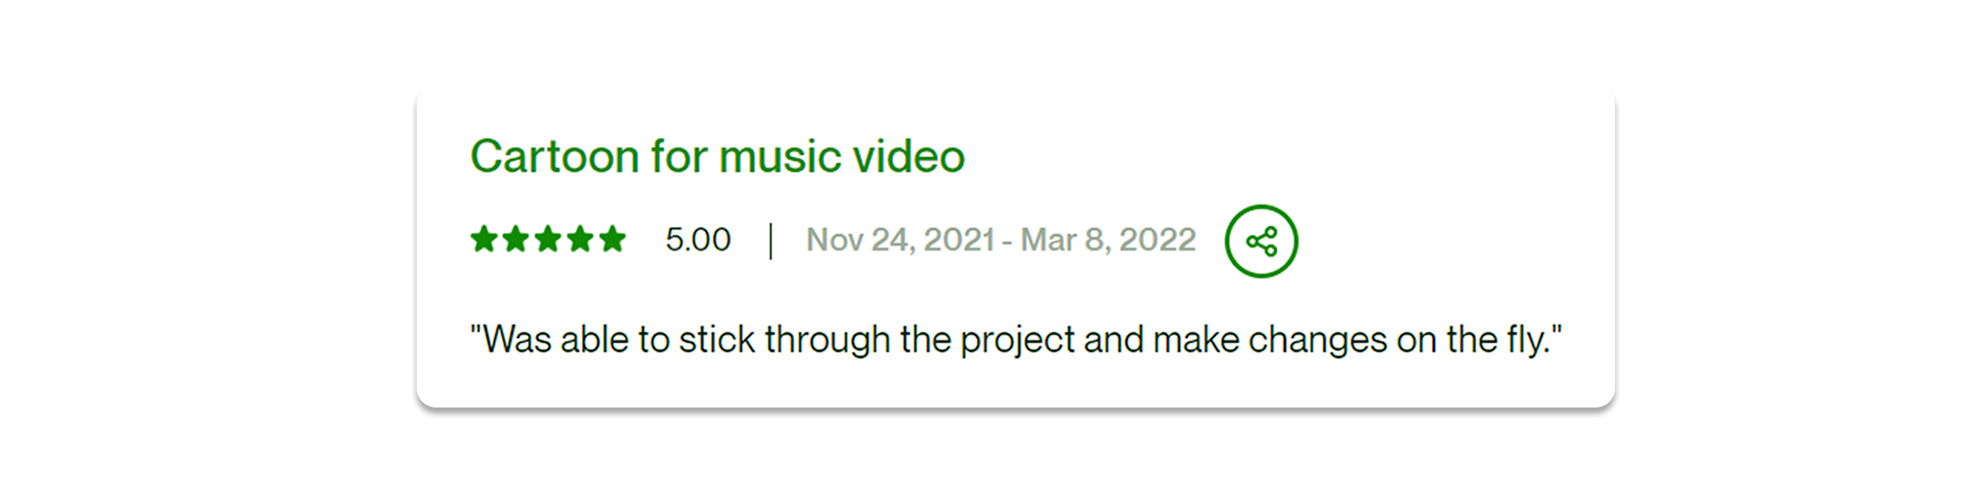 Cartoon for music video
5.00 | Nov 24, 2021 - Mar 8, 2022
"Was able to stick through the project and make changes on the fly."